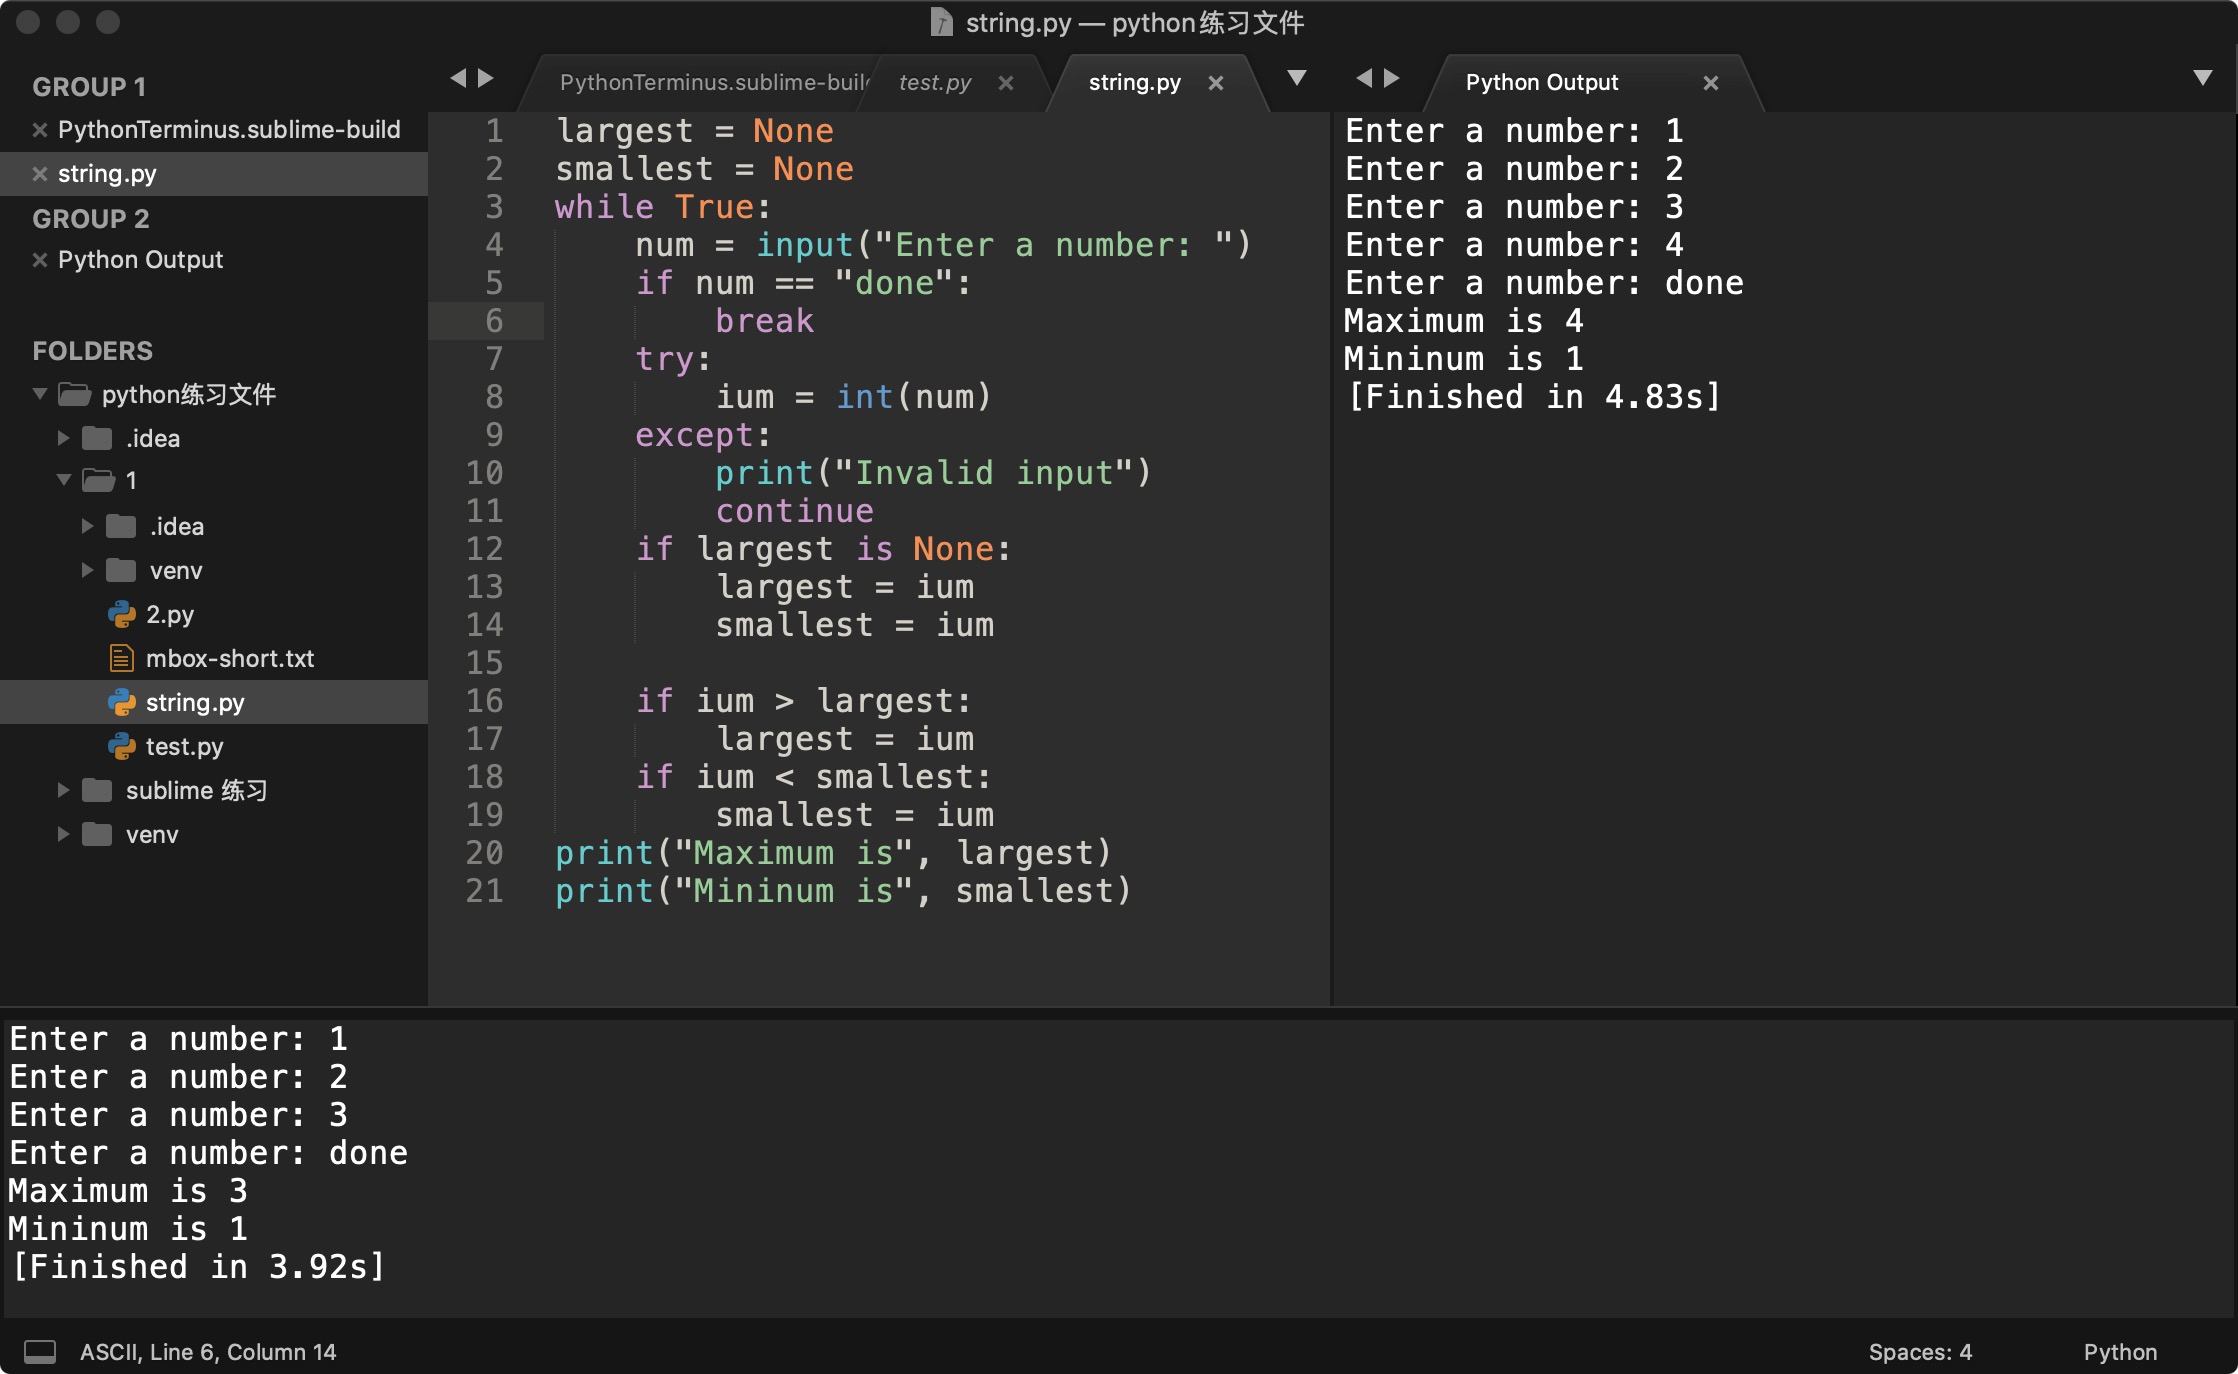 string.py — python练习文件
GROUP 1
PythonTerminus.sublime-build
string.py
GROUP 2
Python Output
FOLDERS
python练习文件
.idea
1
.idea
venv
2.py
mbox-short.txt
string.py
test.py
sublime 练习
venv
PythonTerminus.sublime-build
test.py
string.py
1 largest = None
2 smallest = None
3 while True:
4     num = input("Enter a number: ")
5     if num == "done":
6         break
7     try:
8         ium = int(num)
9     except:
10         print("Invalid input")
11         continue
12     if largest is None:
13         largest = ium
14         smallest = ium
15
16     if ium > largest:
17         largest = ium
18     if ium < smallest:
19         smallest = ium
20 print("Maximum is", largest)
21 print("Mininum is", smallest)
Python Output
Enter a number: 1
Enter a number: 2
Enter a number: 3
Enter a number: 4
Enter a number: done
Maximum is 4
Mininum is 1
[Finished in 4.83s]
Enter a number: 1
Enter a number: 2
Enter a number: 3
Enter a number: done
Maximum is 3
Mininum is 1
[Finished in 3.92s]
ASCII, Line 6, Column 14
Spaces: 4
Python